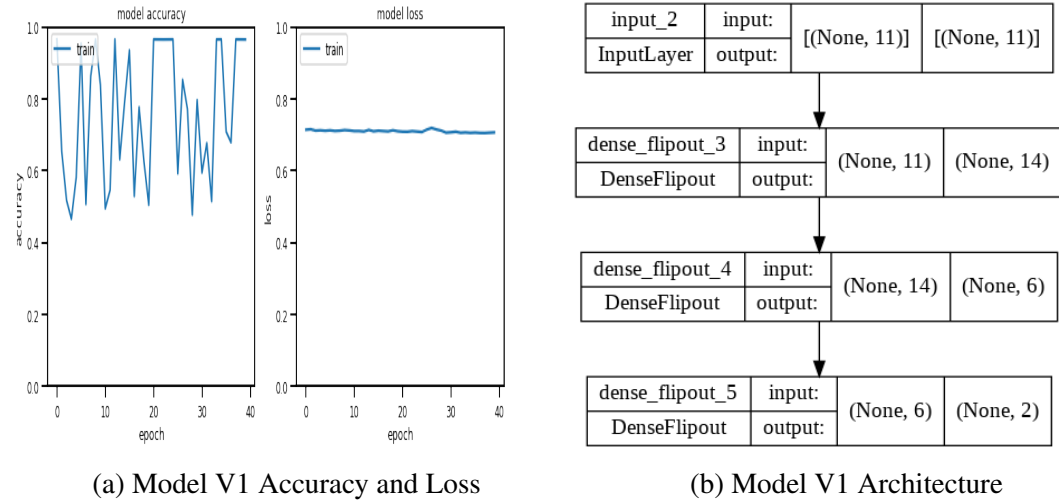 model accuracy
1.0
0.8
0.6
0.4
0.2
0.0
accuracy
train
0
10
20
30
40
epoch
model loss
1.0
0.8
0.6
0.4
0.2
0.0
loss
train
0
10
20
30
40
epoch
(a) Model V1 Accuracy and Loss
input_2 input: [(None, 11)] [(None, 11)]
InputLayer output:
dense_flipout_3 input: (None, 11) (None, 14)
DenseFlipout output:
dense_flipout_4 input: (None, 14) (None, 6)
DenseFlipout output:
dense_flipout_5 input: (None, 6) (None, 2)
DenseFlipout output:
(b) Model V1 Architecture